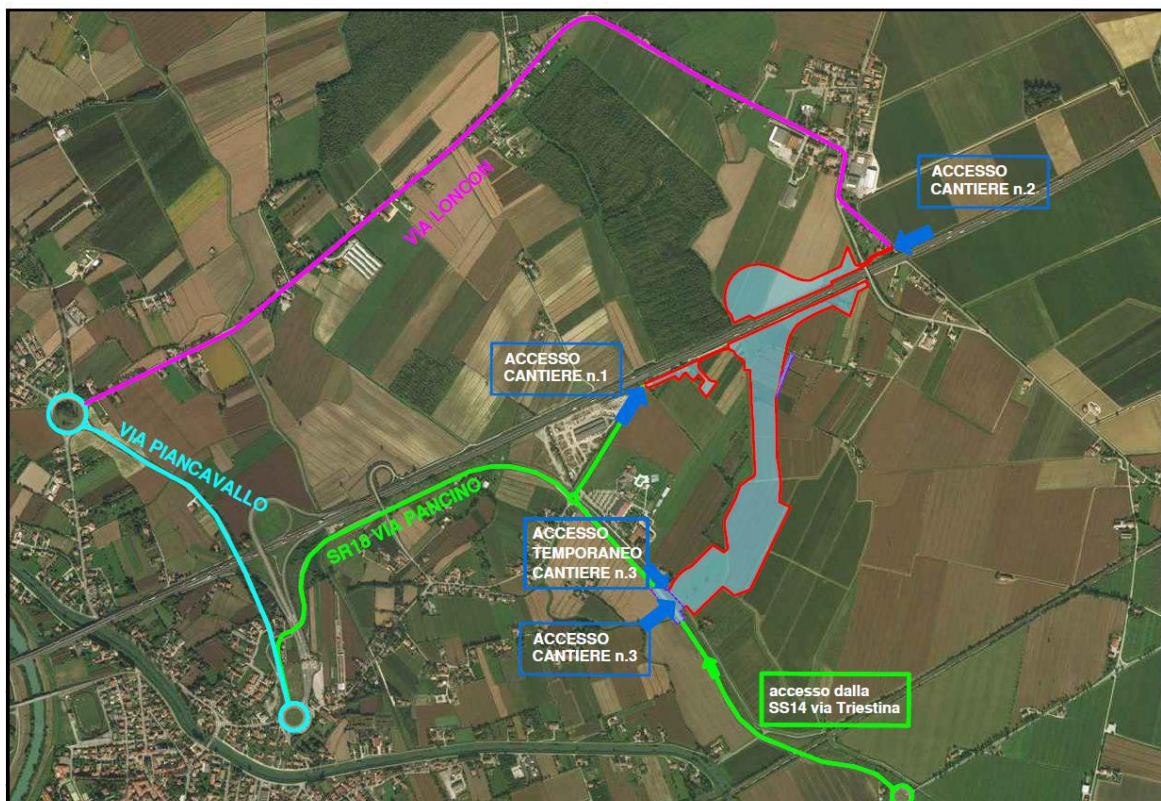 VIA LONCON
ACCESSO
CANTIERE n.2
ACCESSO
CANTIERE n.1
VIA PIANCAVALLO
SR18 VIA PANCINO
ACCESSO
TEMPORANEO
CANTIERE n.3
ACCESSO
CANTIERE n.3
accesso dalla
SS14 via Triestina